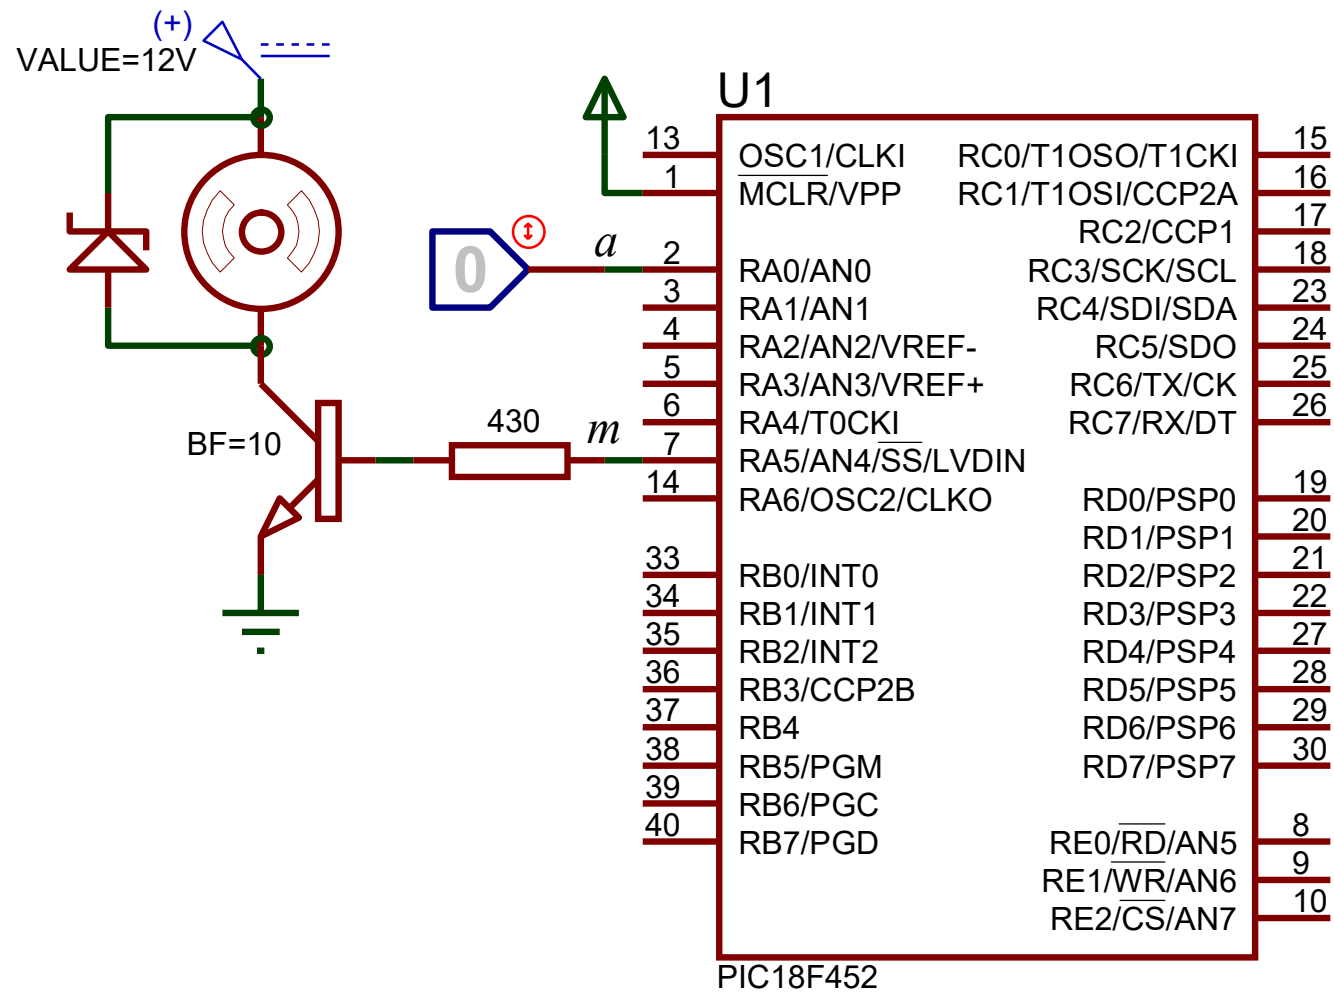 (+)
VALUE=12V
U1
13 OSC1/CLKI
1 MCLR/VPP
0
a
2 RA0/AN0
3 RA1/AN1
4 RA2/AN2/VREF-
5 RA3/AN3/VREF+
6 RA4/T0CKI
BF=10
430
m
7 RA5/AN4/SS/LVDIN
14 RA6/OSC2/CLKO
33 RB0/INT0
34 RB1/INT1
35 RB2/INT2
36 RB3/CCP2B
37 RB4
38 RB5/PGM
39 RB6/PGC
40 RB7/PGD
RC0/T1OSO/T1CKI 15
RC1/T1OSI/CCP2A 16
RC2/CCP1 17
RC3/SCK/SCL 18
RC4/SDI/SDA 23
RC5/SDO 24
RC6/TX/CK 25
RC7/RX/DT 26
RD0/PSP0 19
RD1/PSP1 20
RD2/PSP2 21
RD3/PSP3 22
RD4/PSP4 27
RD5/PSP5 28
RD6/PSP6 29
RD7/PSP7 30
RE0/RD/AN5 8
RE1/WR/AN6 9
RE2/CS/AN7 10
PIC18F452